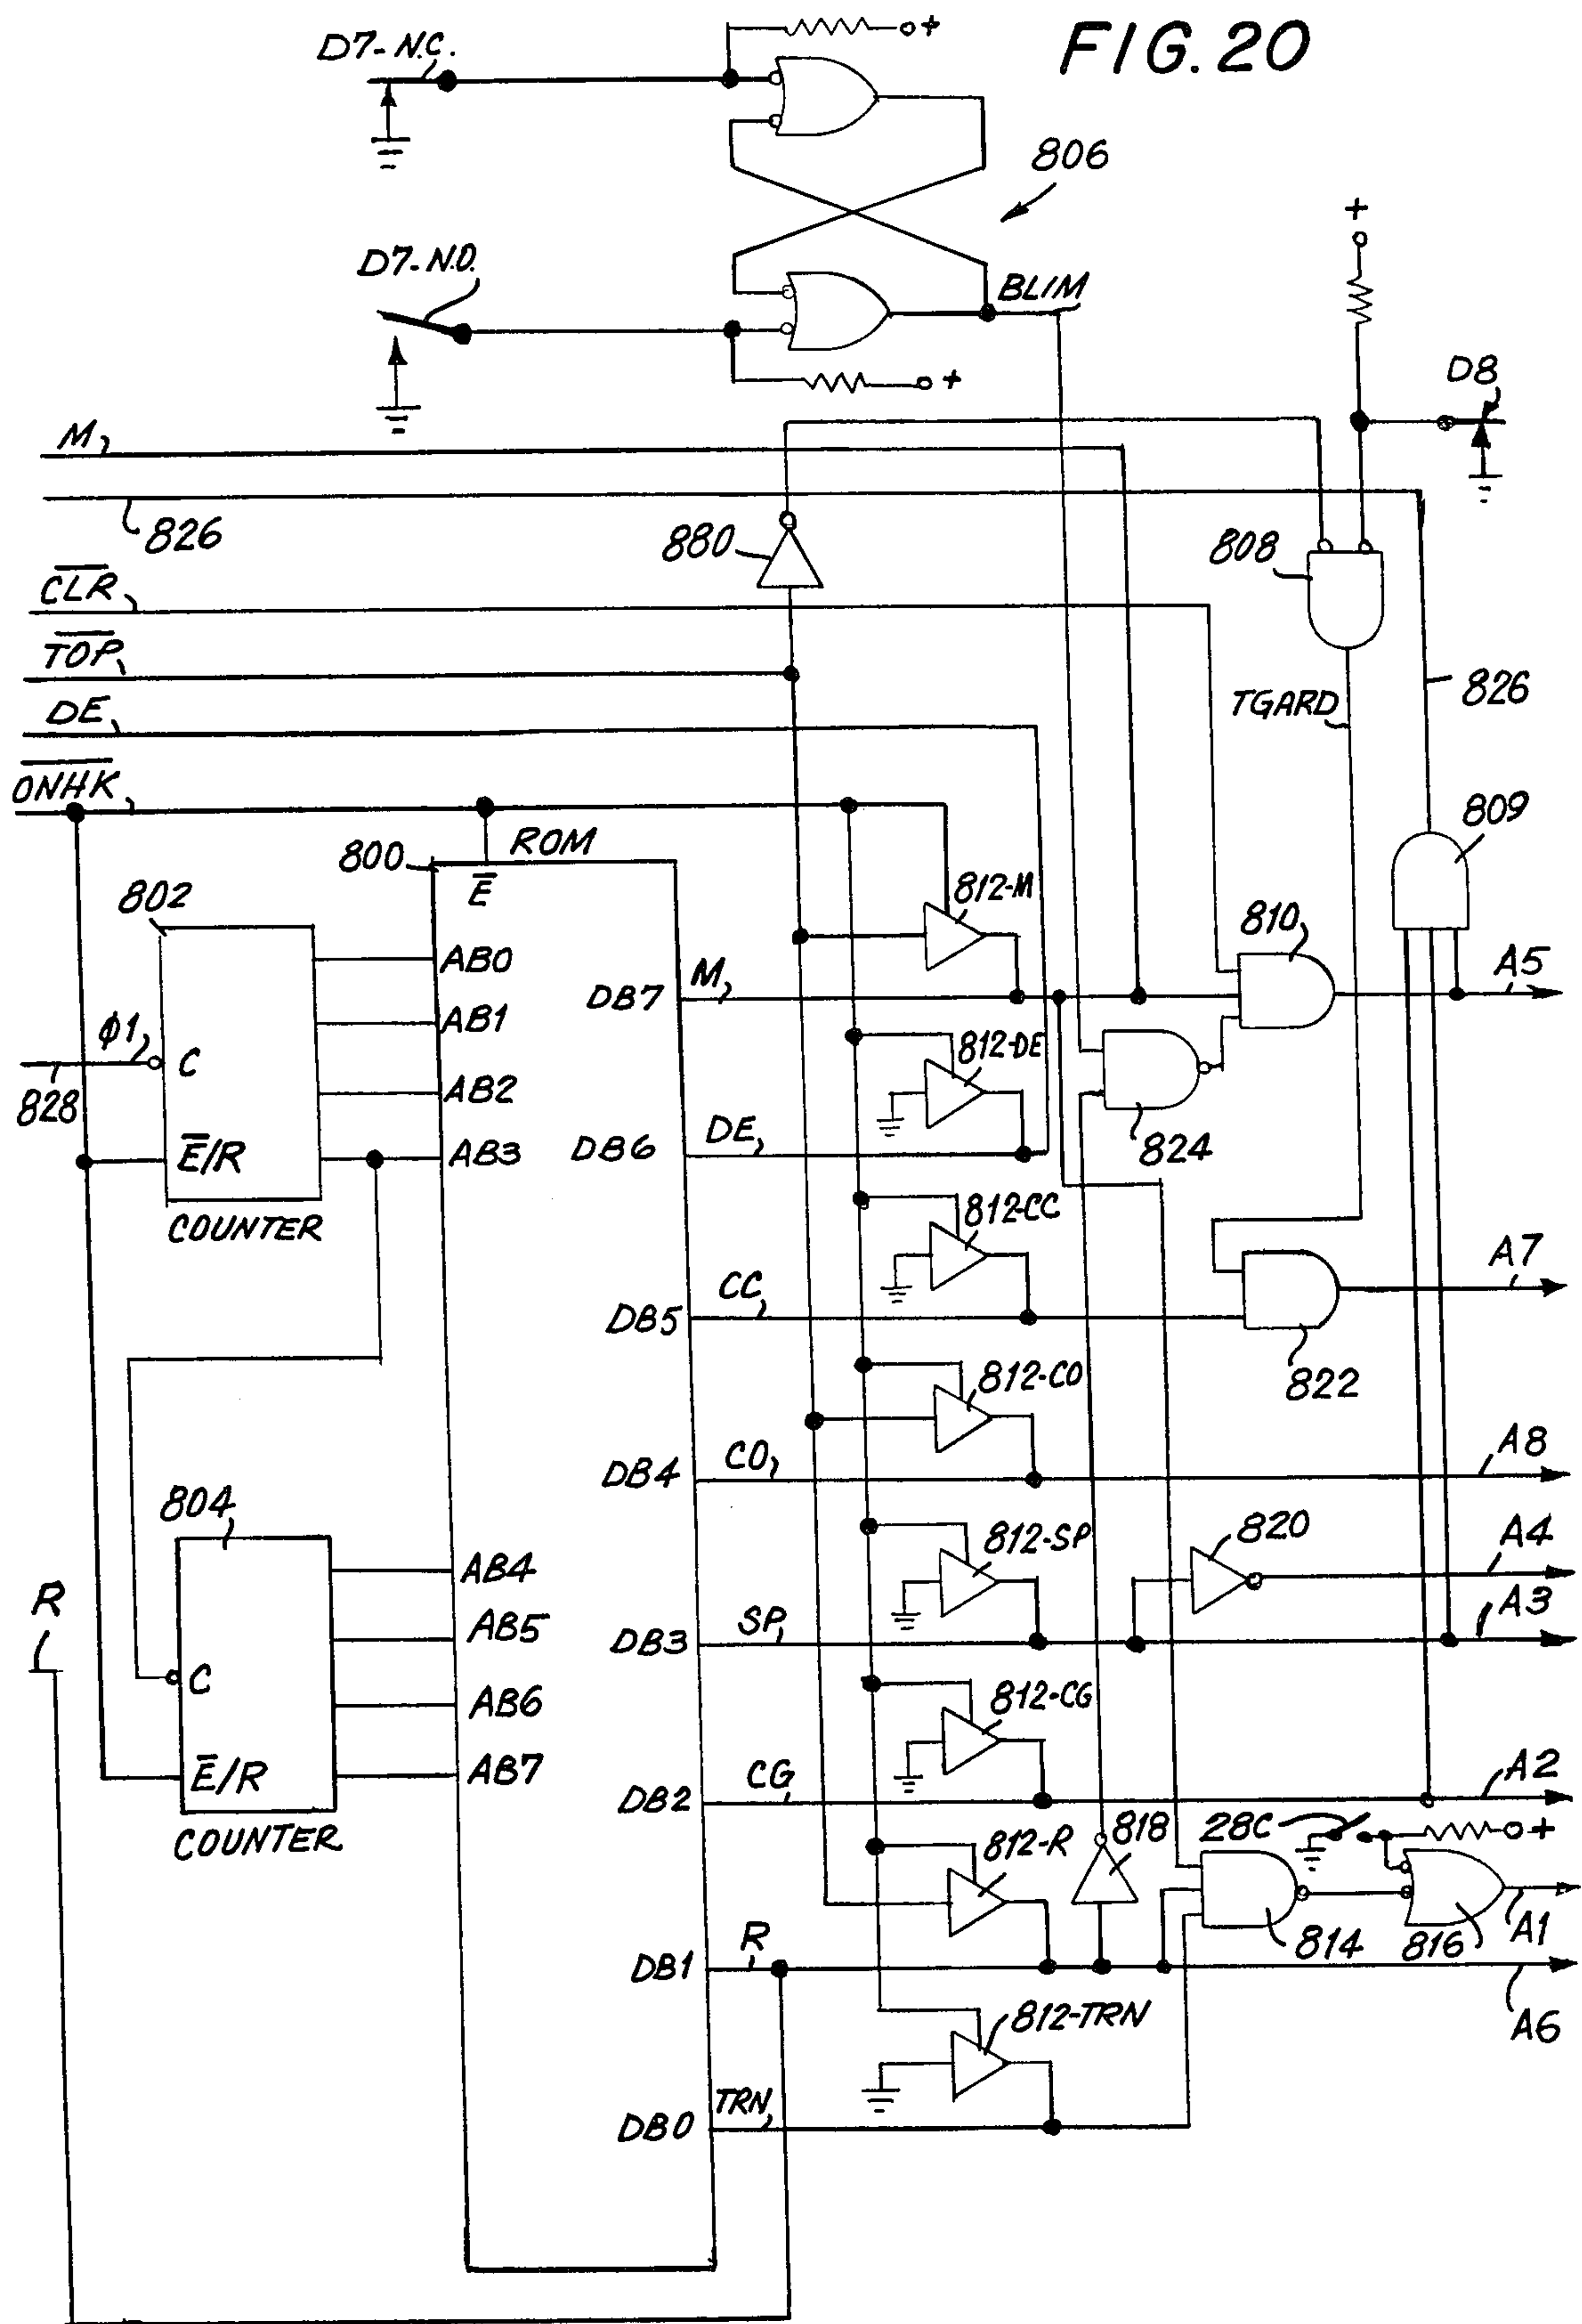 FIG. 20
D7-N.C.
+
806
+
D7-N.O.
BLIM
+
D8
M
826
880
808
C̅L̅R̅
T̅O̅P̅
826
DE
TGARD
O̅N̅H̅K̅
809
800
ROM
802
E̅
812-M
810
AB0
M
A5
DB7
AB1
φ1
812-DE
C
828
AB2
DE
824
E̅/R
AB3
DB6
812-CC
COUNTER
A7
CC
DB5
822
812-CO
A8
CO
DB4
804
820
812-SP
A4
AB4
R
A3
AB5
SP
DB3
C
AB6
812-CG
E̅/R
AB7
A2
CG
DB2
28C
+
COUNTER
818
812-R
R
814
816
A1
DB1
812-TRN
A6
TRN
DB0